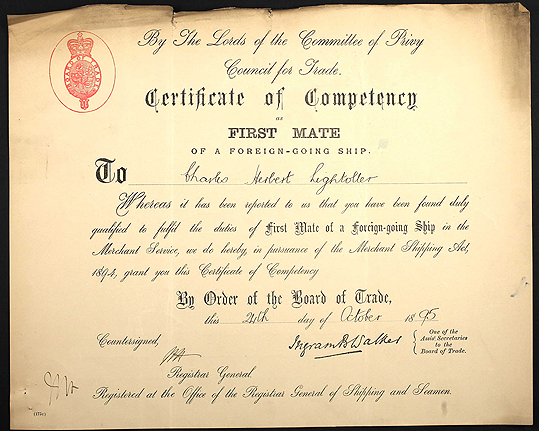 By The Lords of the Committee of Privy
Council for Trade.
Certificate of Competency
as
FIRST MATE
OF A FOREIGN-GOING SHIP.
To Charles Herbert Lightoller
Whereas it has been reported to us that you have been found duly
qualified to fulfil the duties of First Mate of a Foreign-going Ship in the
Merchant Service, we do hereby, in pursuance of the Merchant Shipping Act,
1894, grant you this Certificate of Competency
By Order of the Board of Trade,
this 24th day of October 1895
Countersigned,
Ingram B Walker
One of the
Assist Secretaries
to the
Board of Trade.
Registrar General.
Registered at the Office of the Registrar General of Shipping and Seamen.